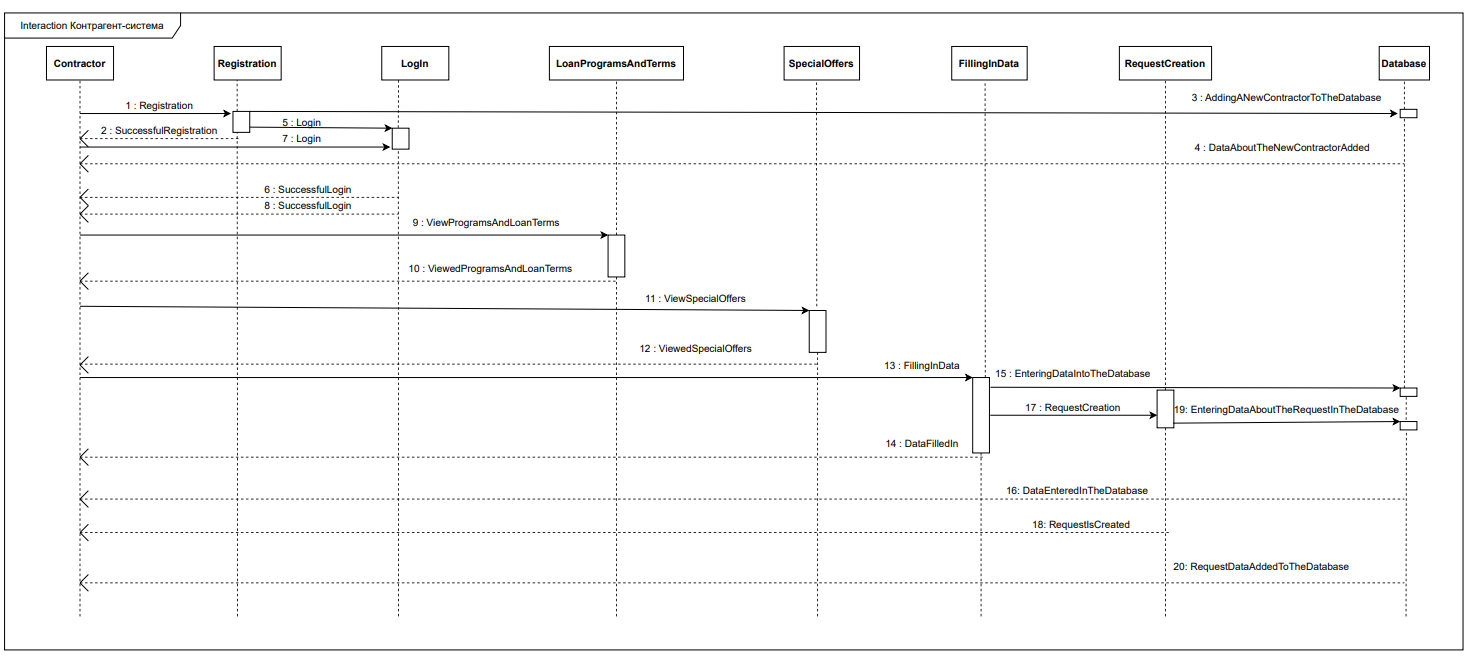 Interaction Контрагент-система
Contractor
Registration
LogIn
LoanProgramsAndTerms
SpecialOffers
FillingInData
RequestCreation
Database
1 : Registration
3 : AddingANewContractorToTheDatabase
5 : Login
2 : SuccessfulRegistration
7 : Login
4 : DataAboutTheNewContractorAdded
6 : SuccessfulLogin
8 : SuccessfulLogin
9 : ViewProgramsAndLoanTerms
10 : ViewedProgramsAndLoanTerms
11 : ViewSpecialOffers
12 : ViewedSpecialOffers
13 : FillingInData
15 : EnteringDataIntoTheDatabase
17 : RequestCreation
19: EnteringDataAboutTheRequestInTheDatabase
14 : DataFilledIn
16: DataEnteredInTheDatabase
18: RequestIsCreated
20: RequestDataAddedToTheDatabase